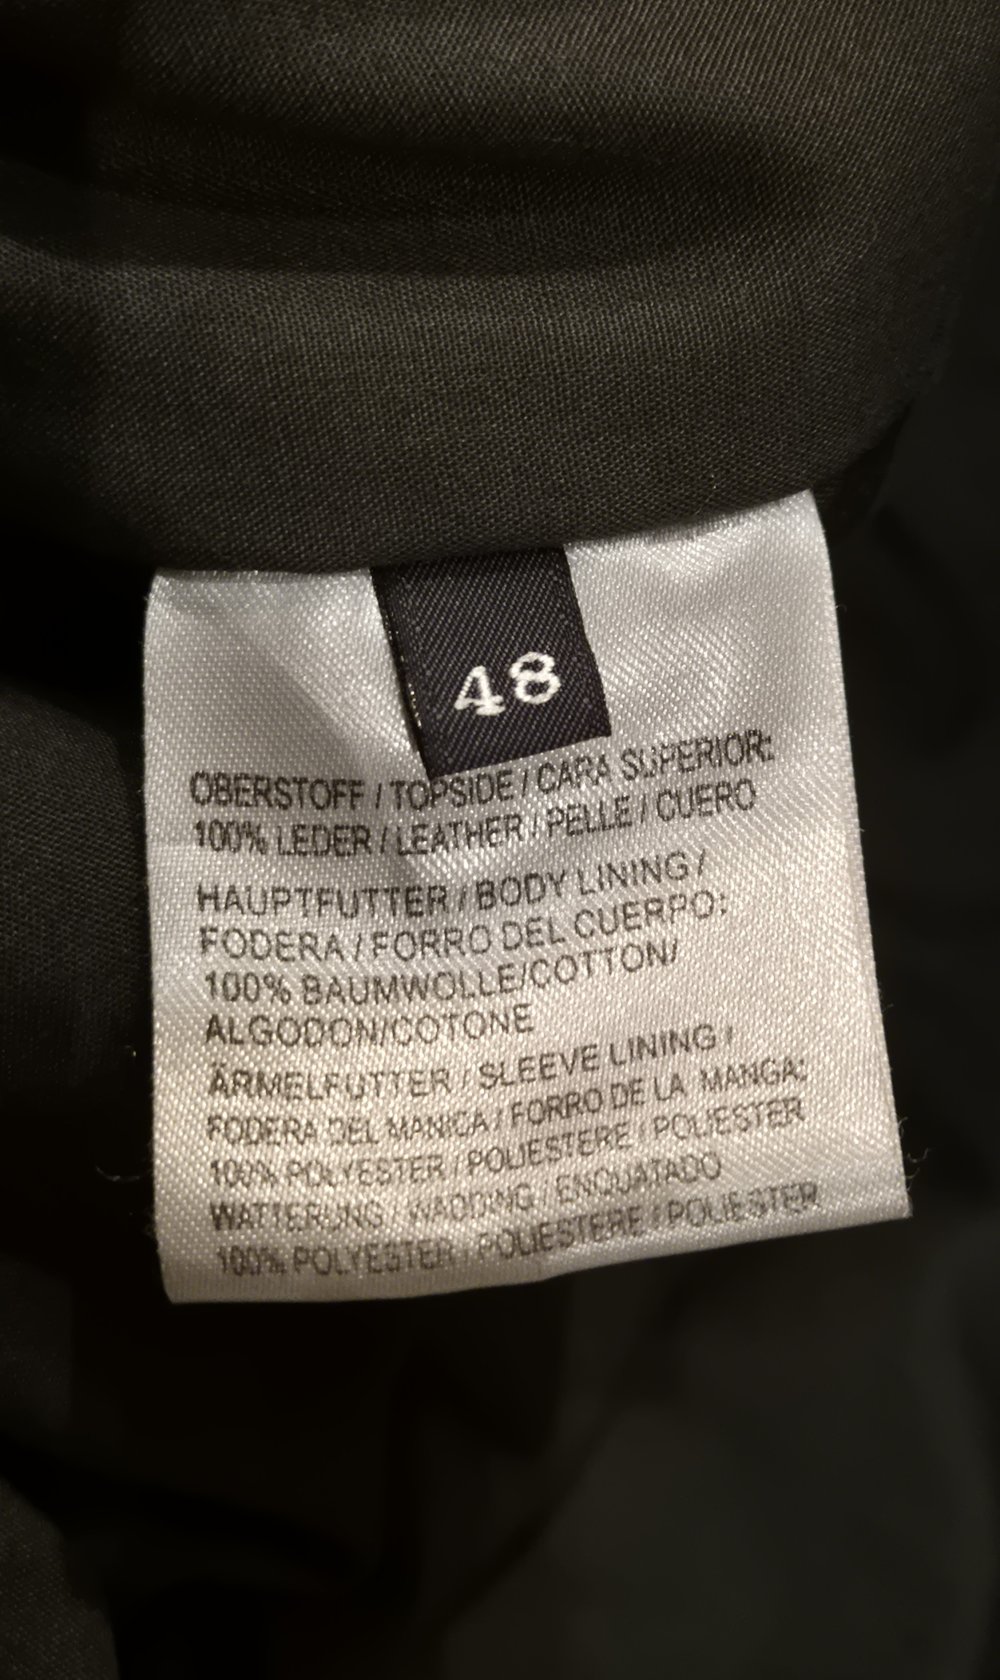 48
OBERSTOFF / TOPSIDE / CARA SUPERIOR:
100% LEDER / LEATHER / PELLE / CUERO
HAUPTFUTTER / BODY LINING /
FODERA / FORRO DEL CUERPO:
100% BAUMWOLLE/COTTON/
ALGODON/COTONE
ÄRMELFUTTER / SLEEVE LINING /
FODERA DEL MANICA / FORRO DE LA MANGA:
100% POLYESTER / POLIESTERE / POLIESTER
WATTERUNG / WADDING / ENQUATADO
100% POLYESTER / POLIESTERE / POLIESTER